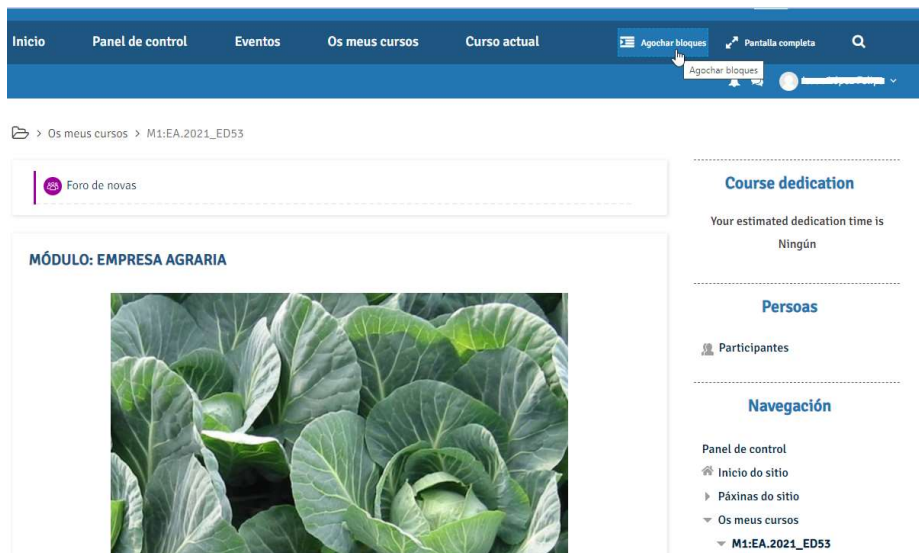 Inicio Panel de control Eventos Os meus cursos Curso actual Agochar bloques Pantalla completa
Agochar bloques
> Os meus cursos > M1:EA.2021_ED53
Foro de novas
MÓDULO: EMPRESA AGRARIA
Course dedication
Your estimated dedication time is
Ningún
Persoas
Participantes
Navegación
Panel de control
Inicio do sitio
Páxinas do sitio
Os meus cursos
M1:EA.2021_ED53